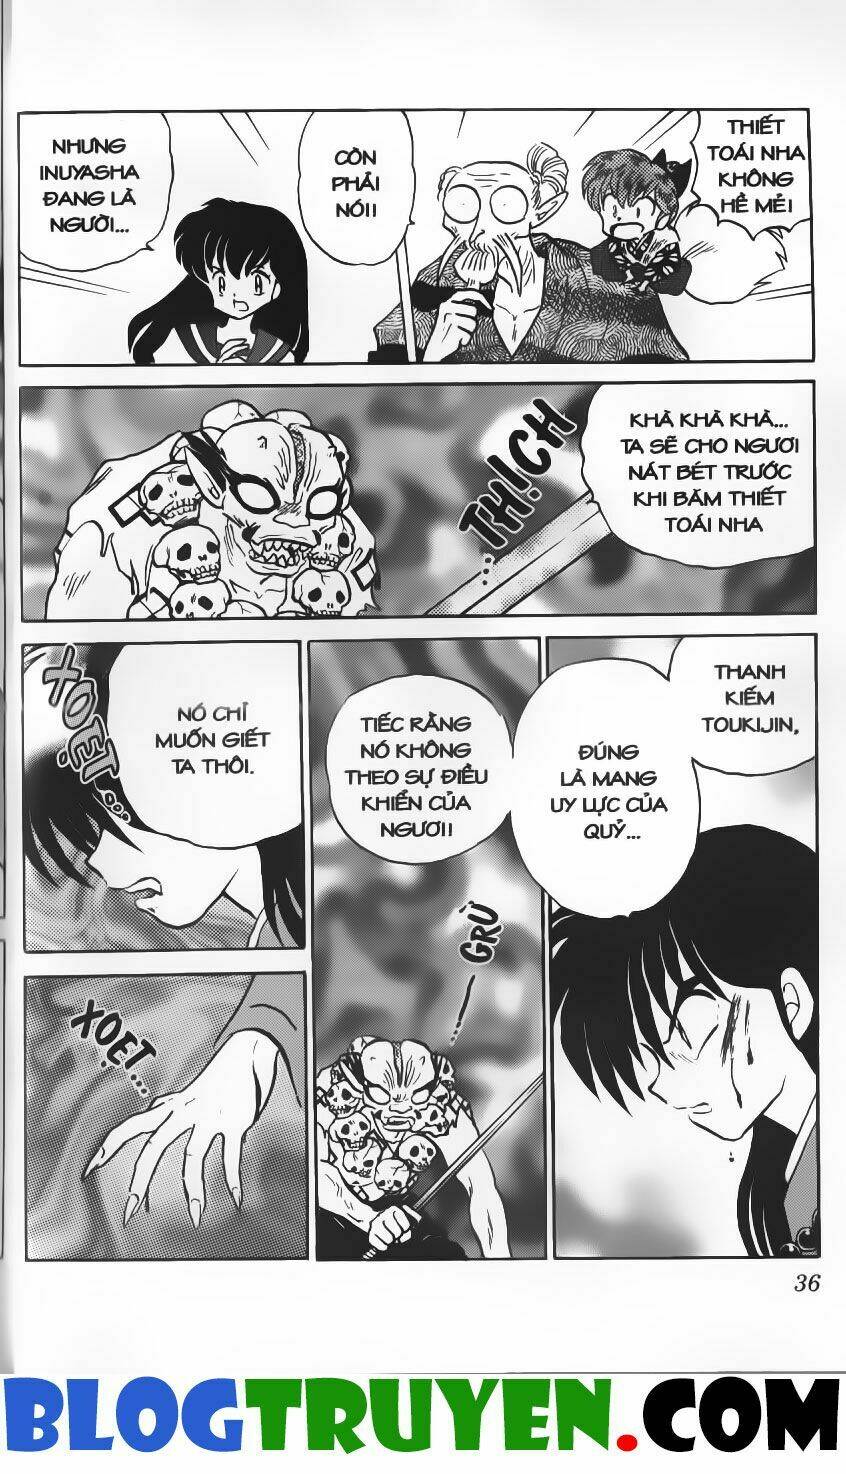 THIẾT
TOÁI NHA
KHÔNG
HỀ MẺ!
CÒN
PHẢI
NÓI!
NHƯNG
INUYASHA
ĐANG LÀ
NGƯỜI...
KHÀ KHÀ KHÀ...
TA SẼ CHO NGƯƠI
NÁT BÉT TRƯỚC
KHI BĂM THIẾT
TOÁI NHA
...THỊCH
THANH
KIẾM
TOUKIJIN,
ĐÚNG
LÀ MANG
UY LỰC CỦA
QUỶ...
TIẾC RẰNG
NÓ KHÔNG
THEO SỰ ĐIỀU
KHIỂN CỦA
NGƯƠI!
GRỪ
NÓ CHỈ
MUỐN GIẾT
TA THÔI.
XOẸT...
XOẸT...
36
BLOGTRUYEN.COM